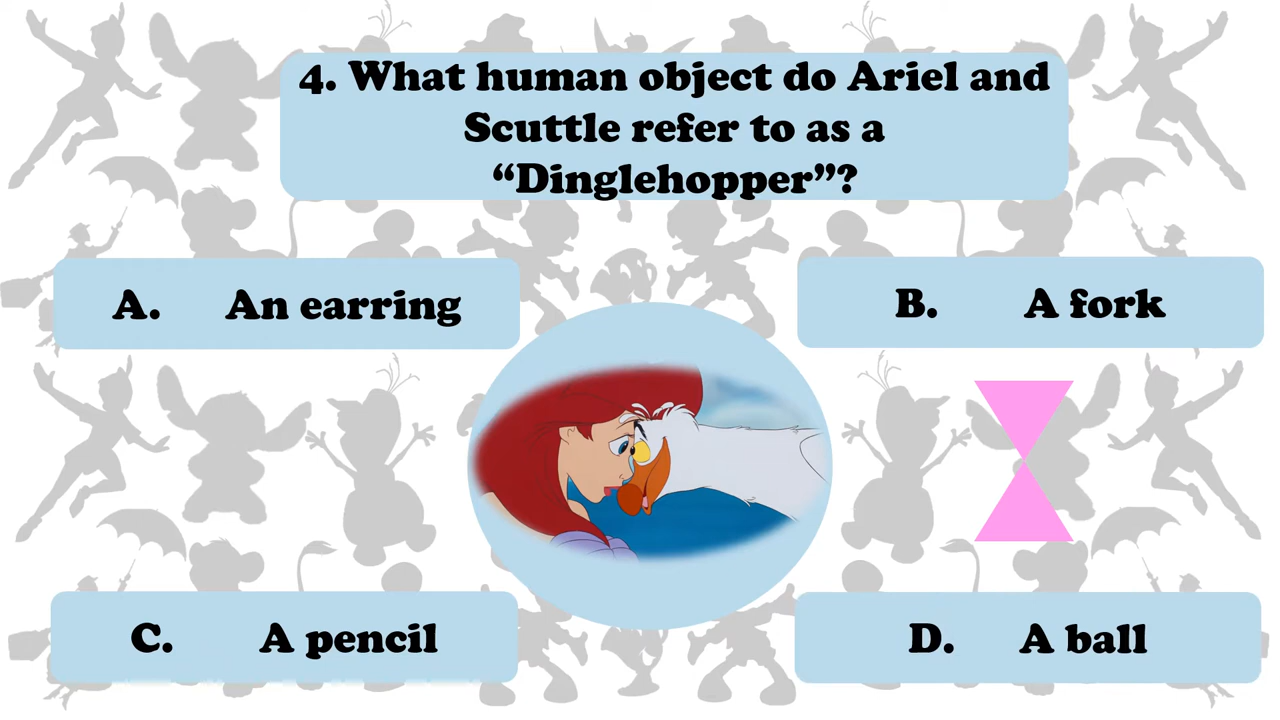 4. What human object do Ariel and
Scuttle refer to as a
“Dinglehopper”?
A. An earring
B. A fork
C. A pencil
D. A ball